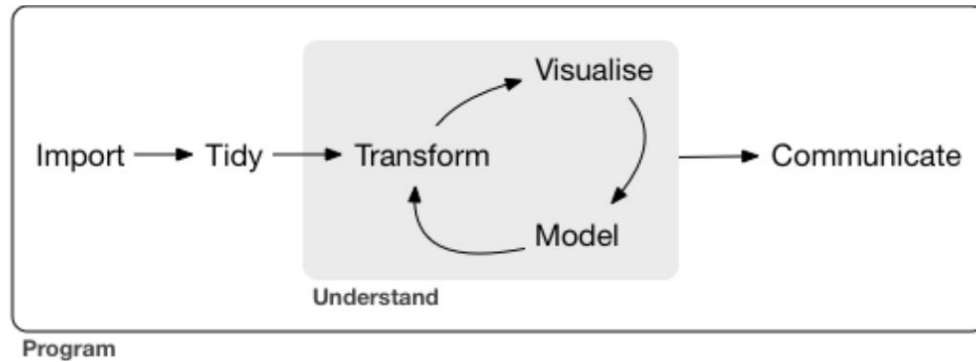 Visualise
Import
Tidy
Transform
Communicate
Model
Understand
Program